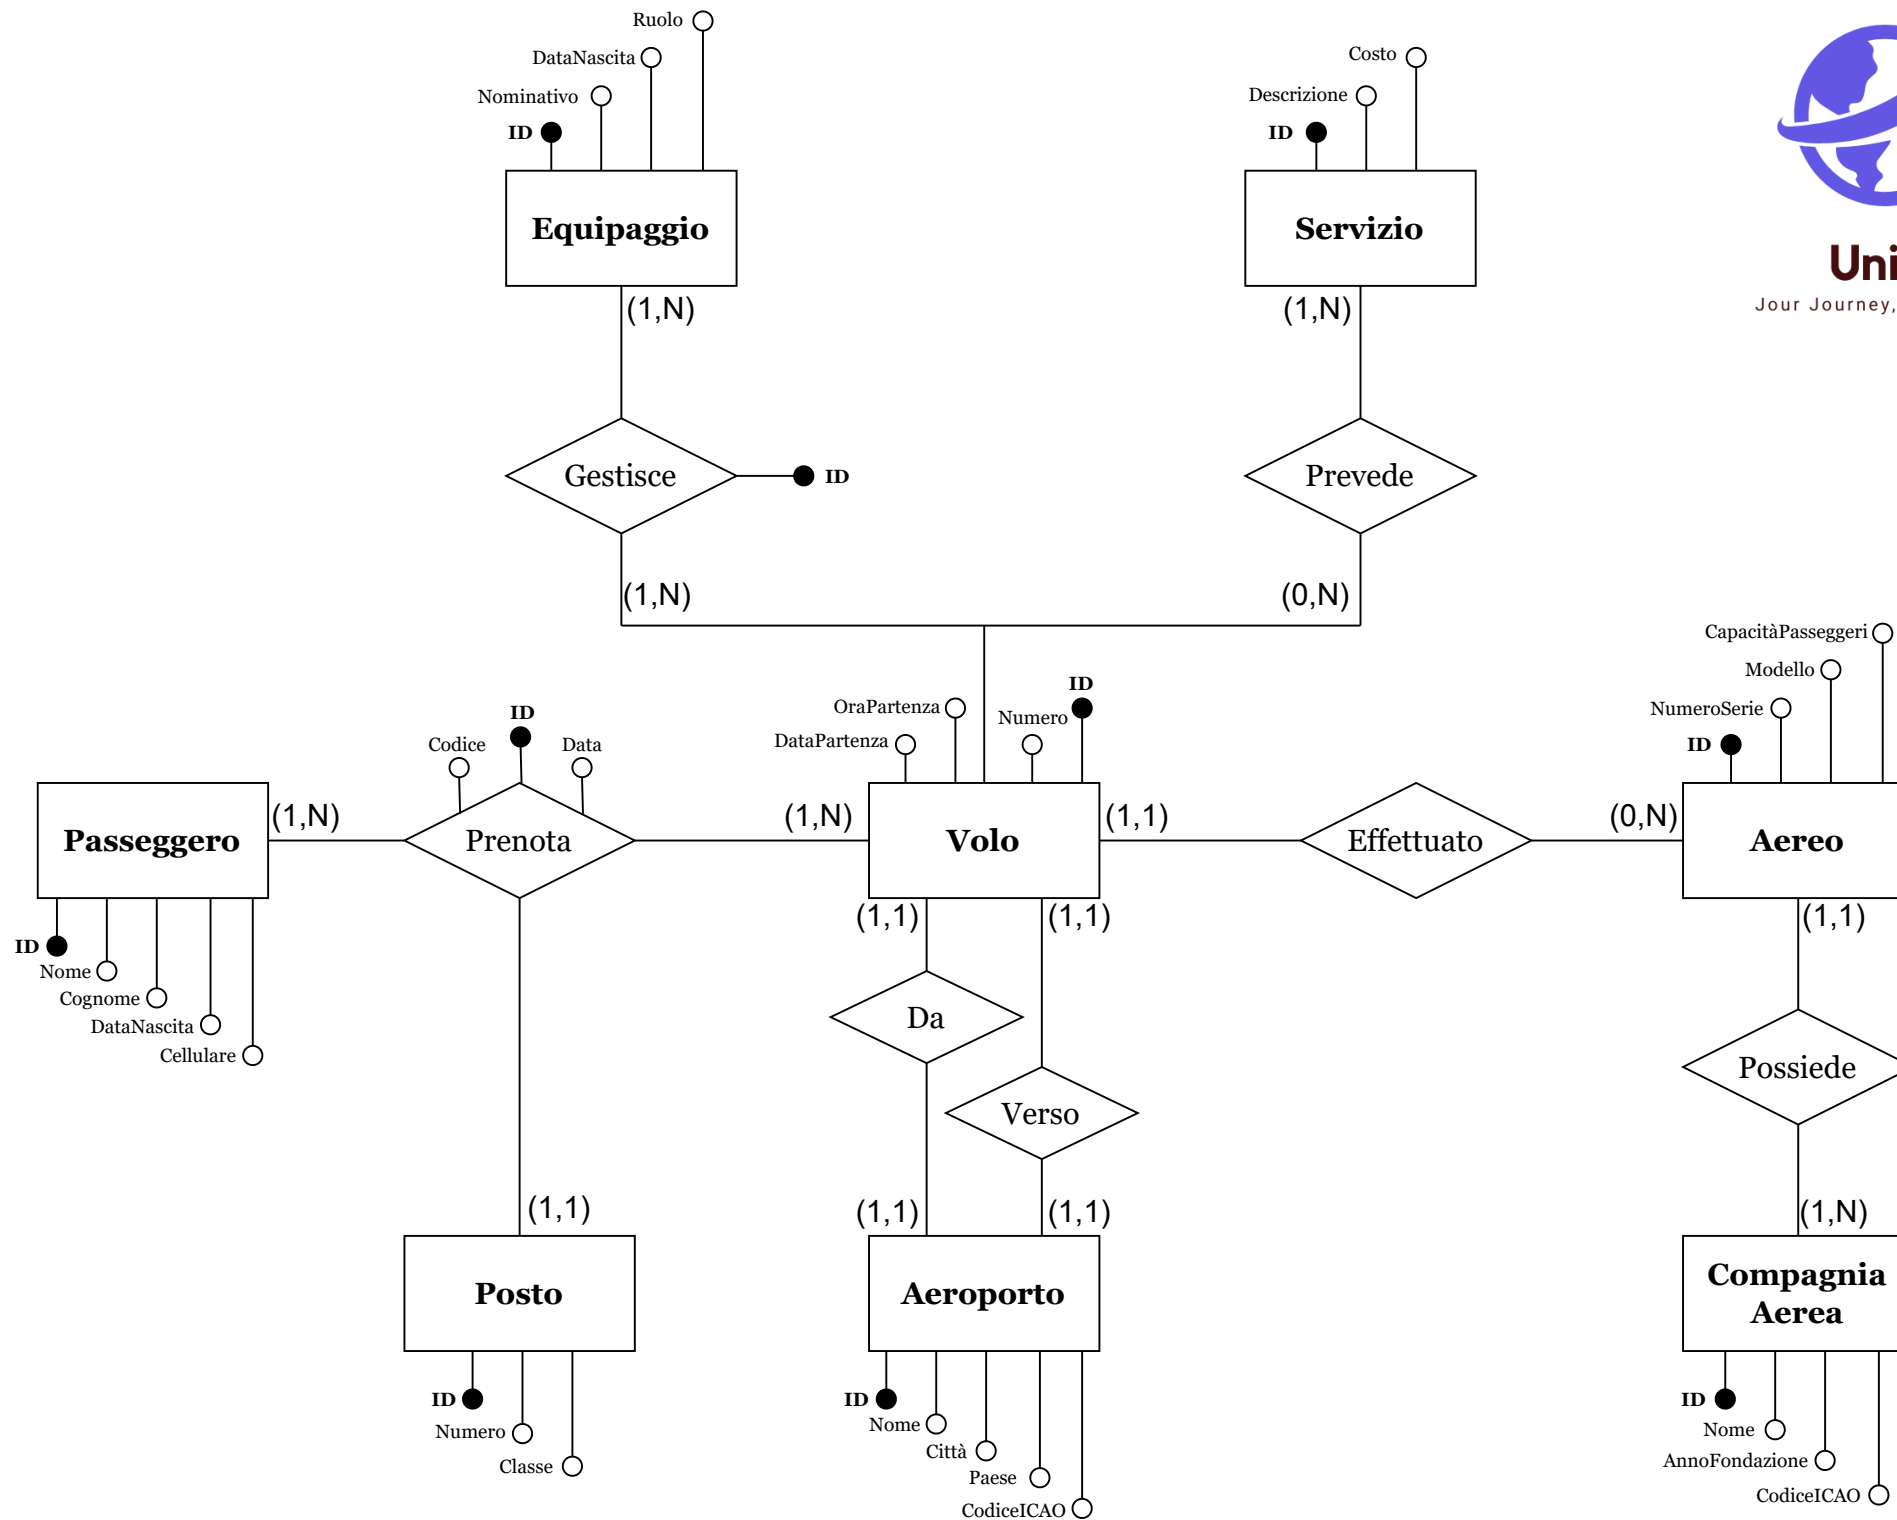 Ruolo
DataNascita
Nominativo
ID
Equipaggio
(1,N)
Gestisce
ID
(1,N)
Costo
Descrizione
ID
Servizio
(1,N)
Prevede
(0,N)
Uni
Jour Journey,
CapacitàPasseggeri
Modello
NumeroSerie
ID
Aereo
(0,N)
(1,1)
ID
Codice
Data
Passeggero
(1,N)
Prenota
(1,N)
OraPartenza
DataPartenza
Numero
ID
Volo
(1,1)
Effettuato
ID
Nome
Cognome
DataNascita
Cellulare
(1,1)
(1,1)
Da
Verso
Possiede
(1,1)
(1,1)
(1,1)
(1,N)
Posto
Aeroporto
Compagnia
Aerea
ID
Numero
Classe
ID
Nome
Città
Paese
CodiceICAO
ID
Nome
AnnoFondazione
CodiceICAO